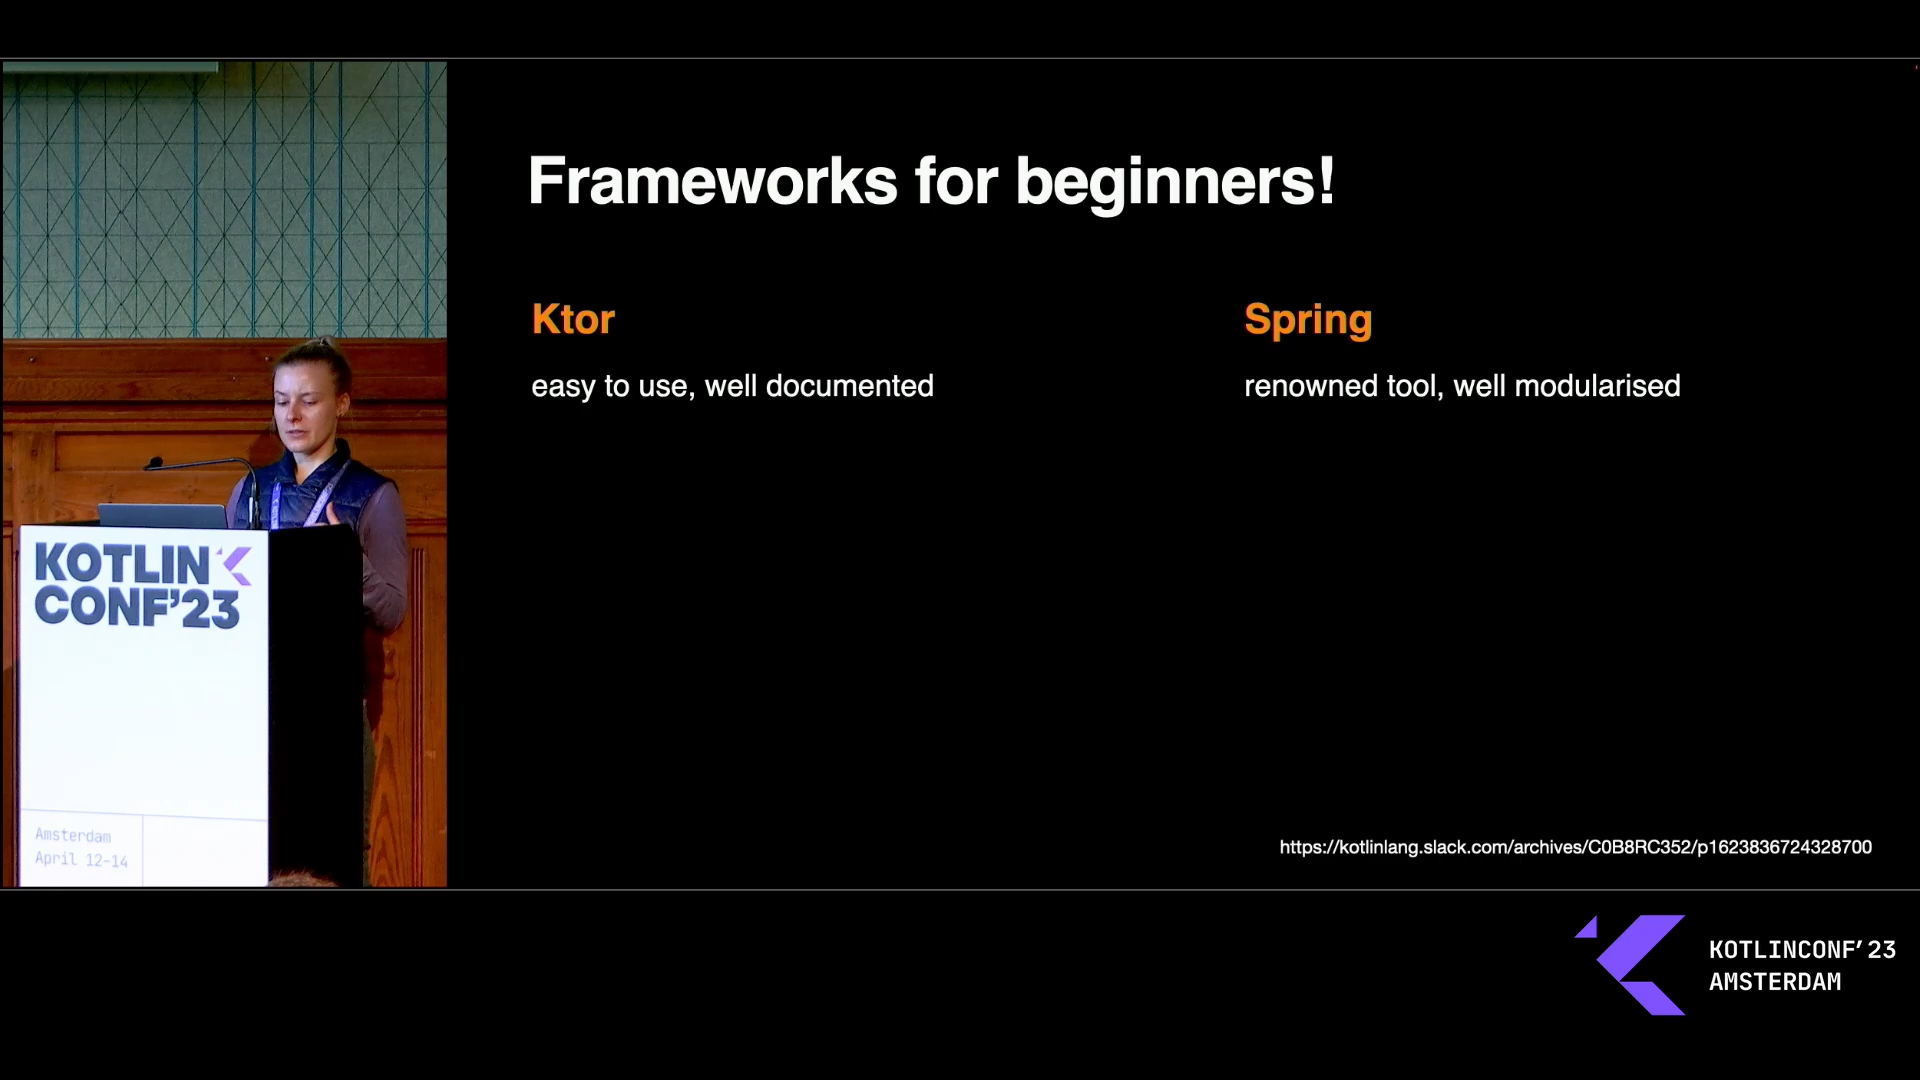 Frameworks for beginners!
Ktor
easy to use, well documented
Spring
renowned tool, well modularised
https://kotlinlang.slack.com/archives/C0B8RC352/p1623836724328700
KOTLIN
CONF’23
Amsterdam
April 12–14
KOTLINCONF’23
AMSTERDAM